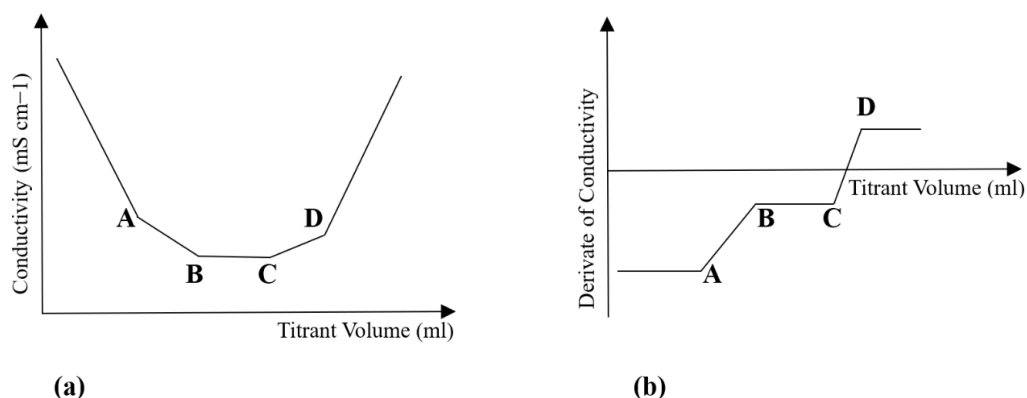 Conductivity (mS cm−1)
A
B
C
D
Titrant Volume (ml)
(a)
Derivate of Conductivity
D
Titrant Volume (ml)
B
C
A
(b)